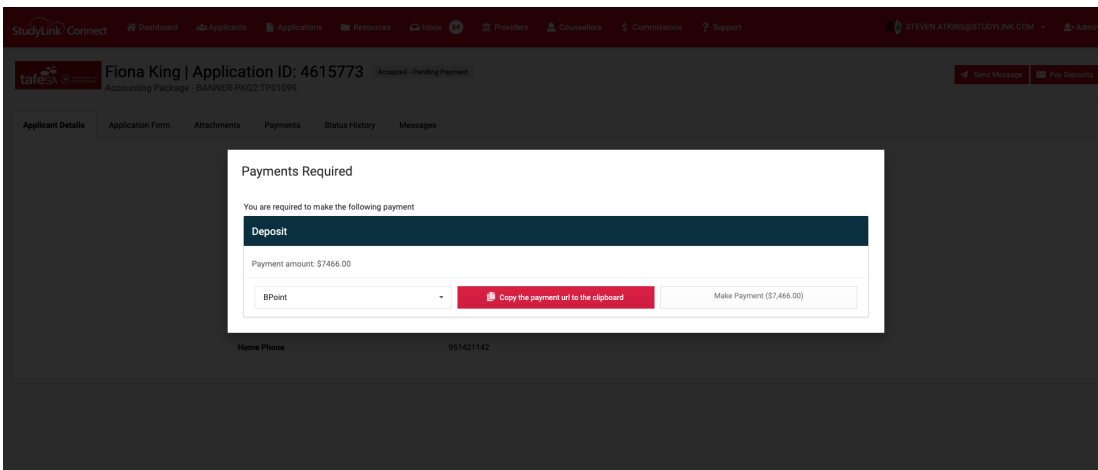 StudyLink Connect Dashboard Applicants Applications Resources Inbox 64 Providers Counsellors $ Commissions ? Support STEVEN.ATKINS@STUDYLINK.COM Admin
tafeSA Fiona King | Application ID: 4615773 Accepted - Pending Payment Send Message Pay Deposits
Accounting Package - BANNER-PKG2:TP01099
Applicant Details Application Form Attachments Payments Status History Messages
Payments Required
You are required to make the following payment
Deposit
Payment amount: $7466.00
BPoint Copy the payment url to the clipboard Make Payment ($7,466.00)
Home Phone 951421142